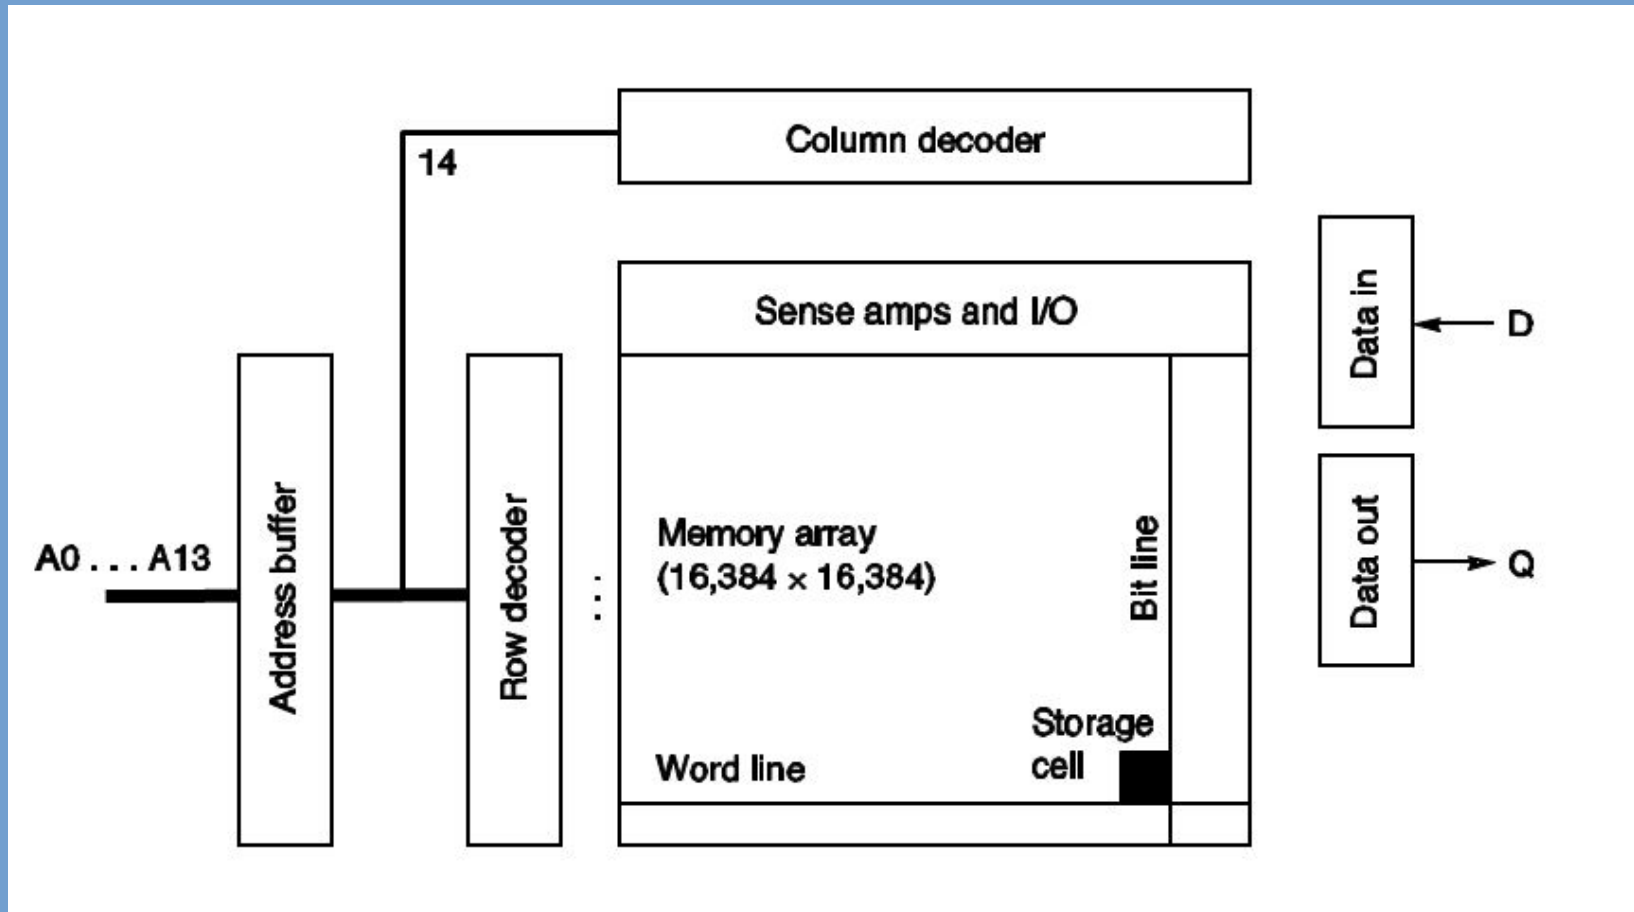 Column decoder
14
Sense amps and I/O
Data in
D
A0 . . . A13
Address buffer
Row decoder
. . .
Memory array
(16,384 × 16,384)
Bit line
Data out
Q
Storage
cell
Word line